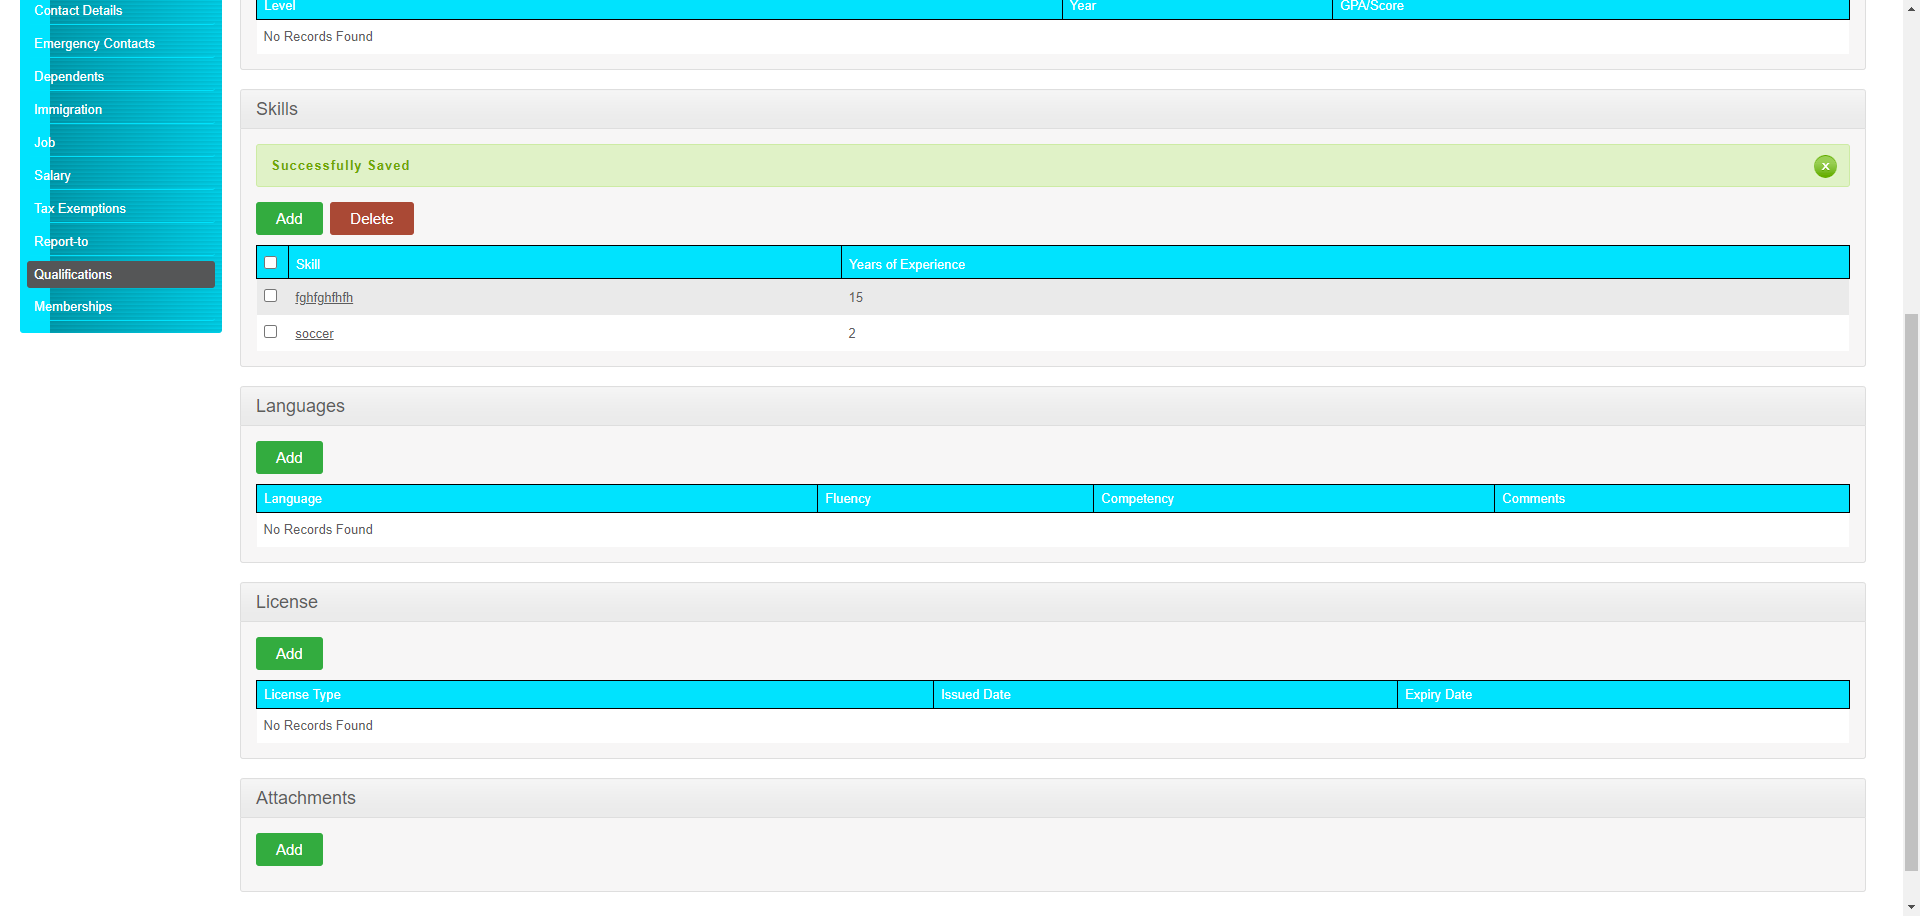 Contact Details
Emergency Contacts
Dependents
Immigration
Job
Salary
Tax Exemptions
Report-to
Qualifications
Memberships
Level Year GPA/Score
No Records Found
Skills
Successfully Saved
x
Add Delete
Skill Years of Experience
fghfghfhfh 15
soccer 2
Languages
Add
Language Fluency Competency Comments
No Records Found
License
Add
License Type Issued Date Expiry Date
No Records Found
Attachments
Add